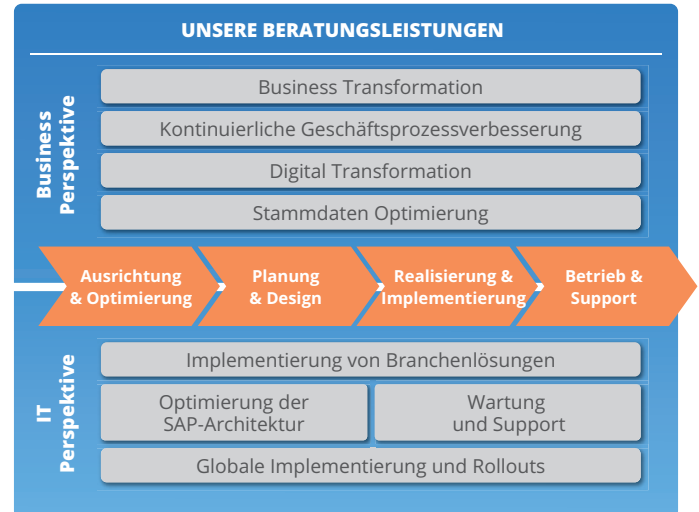 UNSERE BERATUNGSLEISTUNGEN
Business
Perspektive
Business Transformation
Kontinuierliche Geschäftsprozessverbesserung
Digital Transformation
Stammdaten Optimierung
Ausrichtung
& Optimierung
Planung
& Design
Realisierung &
Implementierung
Betrieb &
Support
IT
Perspektive
Implementierung von Branchenlösungen
Optimierung der
SAP-Architektur
Wartung
und Support
Globale Implementierung und Rollouts